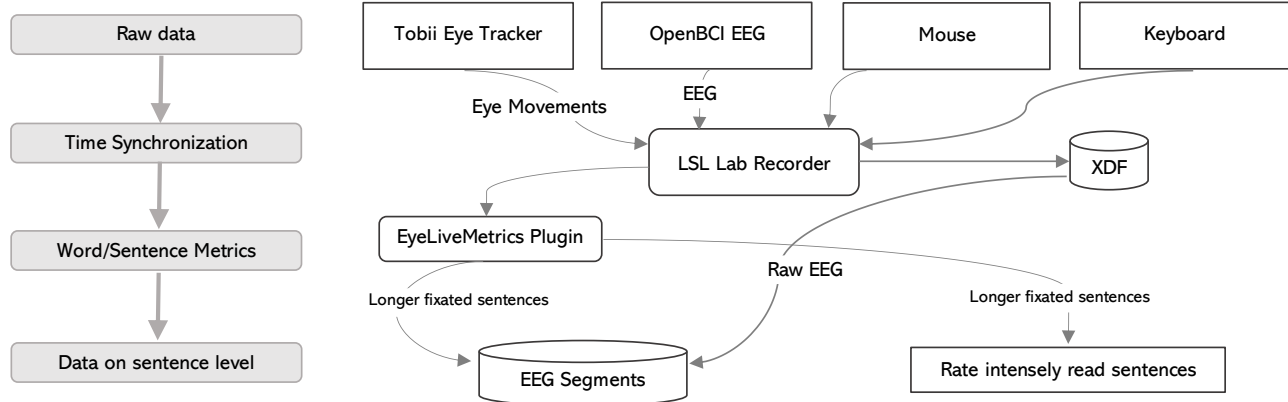 Raw data
Time Synchronization
Word/Sentence Metrics
Data on sentence level
Tobii Eye Tracker
OpenBCI EEG
Mouse
Keyboard
Eye Movements
EEG
LSL Lab Recorder
XDF
EyeLiveMetrics Plugin
Raw EEG
Longer fixated sentences
Longer fixated sentences
EEG Segments
Rate intensely read sentences